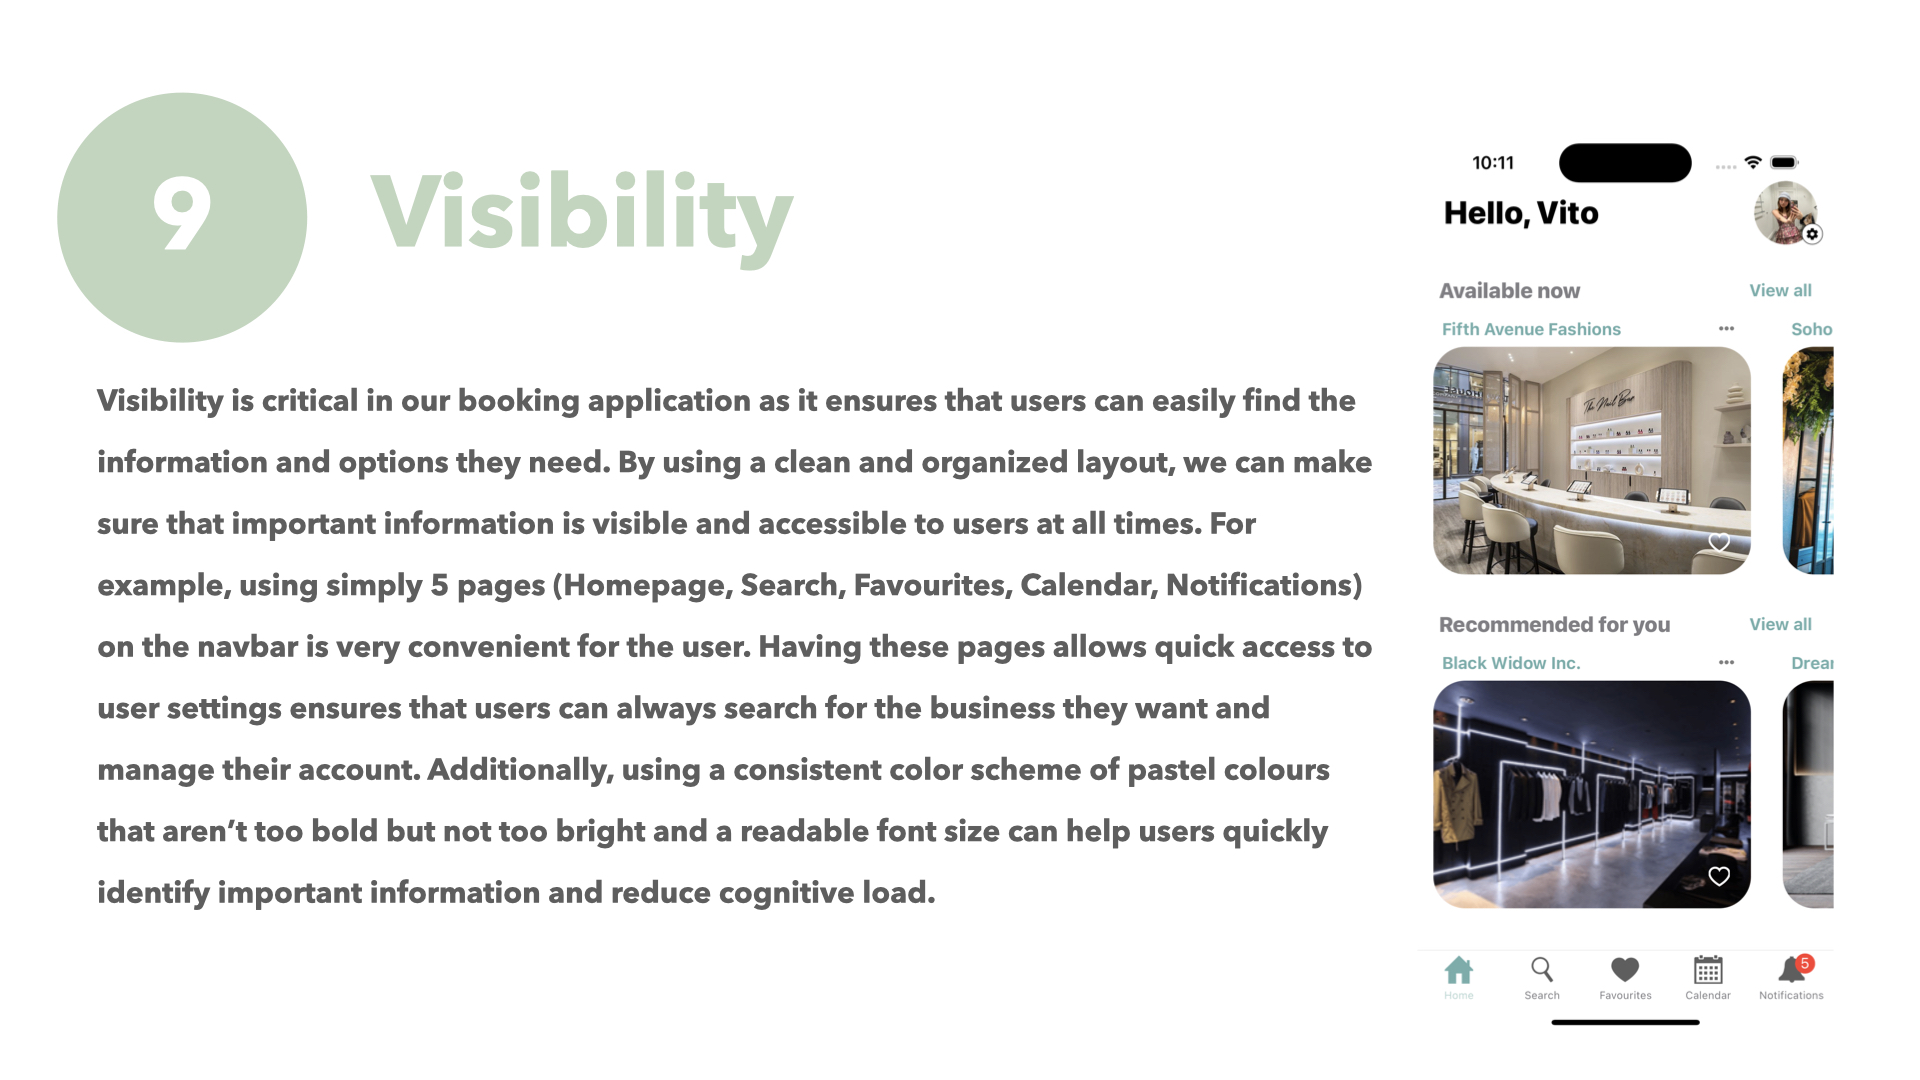 9
Visibility
Visibility is critical in our booking application as it ensures that users can easily find the
information and options they need. By using a clean and organized layout, we can make
sure that important information is visible and accessible to users at all times. For
example, using simply 5 pages (Homepage, Search, Favourites, Calendar, Notifications)
on the navbar is very convenient for the user. Having these pages allows quick access to
user settings ensures that users can always search for the business they want and
manage their account. Additionally, using a consistent color scheme of pastel colours
that aren’t too bold but not too bright and a readable font size can help users quickly
identify important information and reduce cognitive load.
10:11
Hello, Vito
Available now View all
Fifth Avenue Fashions ••• Soho
The Nail Bar
Recommended for you View all
Black Widow Inc. ••• Drear
5
Home Search Favourites Calendar Notifications